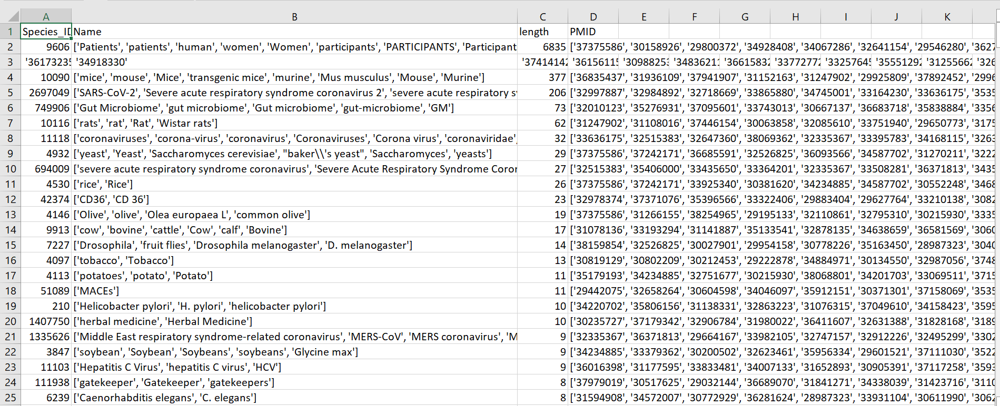 A B C D E F G H I J K
1 Species_ID Name length PMID
2 9606 ['Patients', 'patients', 'human', 'women', 'Women', 'participants', 'PARTICIPANTS', 'Participant 6835 ['37375586', '30158926', '29800372', '34928408', '34067286', '32641154', '29546280', '3627
3 '36173235 '34918330' '37414142 '36156115 '30988253 '34836211 '36615832 '33772772 '33257645 '35551292 '31255662 '326
4 10090 ['mice', 'mouse', 'Mice', 'transgenic mice', 'murine', 'Mus musculus', 'Mouse', 'Murine'] 377 ['36835437', '31936109', '37941907', '31152163', '31247902', '29925809', '37892452', '2996
5 2697049 ['SARS-CoV-2', 'Severe acute respiratory syndrome coronavirus 2', 'severe acute respiratory sy 206 ['32997887', '32984892', '32718669', '33865880', '34745001', '33164230', '33636175', '3535
6 749906 ['Gut Microbiome', 'gut microbiome', 'Gut microbiome', 'gut-microbiome', 'GM'] 73 ['32010123', '35276931', '37095601', '33743013', '30667137', '36683718', '35838884', '3356
7 10116 ['rats', 'rat', 'Rat', 'Wistar rats'] 62 ['31247902', '31108016', '37446154', '30063858', '32085610', '33751940', '29650773', '3175
8 11118 ['coronaviruses', 'corona-virus', 'coronavirus', 'Coronaviruses', 'Corona virus', 'coronaviridae', 32 ['33636175', '32515383', '32647360', '38069362', '32335367', '33395783', '34168115', '3263
9 4932 ['yeast', 'Yeast', 'Saccharomyces cerevisiae', "baker\\'s yeast", 'Saccharomyces', 'yeasts'] 29 ['37375586', '37242171', '36685591', '32526825', '36093566', '34587702', '31270211', '3222
10 694009 ['severe acute respiratory syndrome coronavirus', 'Severe Acute Respiratory Syndrome Coror 27 ['32515383', '35406000', '33435650', '33364201', '32335367', '33508281', '36371813', '3435
11 4530 ['rice', 'Rice'] 26 ['37375586', '37242171', '33925340', '30381620', '34234885', '34587702', '30552248', '3468
12 42374 ['CD36', 'CD 36'] 23 ['32978374', '37371076', '35396566', '33322406', '29883404', '29627764', '33210138', '3082
13 4146 ['Olive', 'olive', 'Olea europaea L', 'common olive'] 19 ['37375586', '31266155', '38254965', '29195133', '32110861', '32795310', '30215930', '3335
14 9913 ['cow', 'bovine', 'cattle', 'Cow', 'calf', 'Bovine'] 17 ['31078136', '33193294', '31141887', '35133541', '32878135', '34638659', '36581569', '3060
15 7227 ['Drosophila', 'fruit flies', 'Drosophila melanogaster', 'D. melanogaster'] 14 ['38159854', '32526825', '30027901', '29954158', '30778226', '35163450', '28987323', '3040
16 4097 ['tobacco', 'Tobacco'] 13 ['30819129', '30802209', '30212453', '29222878', '34884971', '30134550', '32987056', '3748
17 4113 ['potatoes', 'potato', 'Potato'] 11 ['35179193', '34234885', '32751677', '30215930', '38068801', '34201703', '33069511', '3715
18 51089 ['MACEs'] 11 ['29442075', '32658264', '30604598', '34046097', '35912151', '30371301', '37158069', '3535
19 210 ['Helicobacter pylori', 'H. pylori', 'helicobacter pylori'] 10 ['34220702', '35806156', '31138331', '32863223', '31076315', '37049610', '34158423', '3595
20 1407750 ['herbal medicine', 'Herbal Medicine'] 10 ['30235727', '37179342', '32906784', '31980022', '36411607', '32631388', '31828168', '3189
21 1335626 ['Middle East respiratory syndrome-related coronavirus', 'MERS-CoV', 'MERS coronavirus', 'M 9 ['32335367', '36371813', '29664167', '33982105', '32747157', '32912226', '32495299', '3302
22 3847 ['soybean', 'Soybean', 'Soybeans', 'soybeans', 'Glycine max'] 9 ['34234885', '33379362', '30200502', '32623461', '35956334', '29601521', '37111030', '3522
23 11103 ['Hepatitis C Virus', 'hepatitis C virus', 'HCV'] 9 ['36016398', '31177595', '33833481', '34007133', '31652893', '30905391', '37117258', '3593
24 111938 ['gatekeeper', 'Gatekeeper', 'gatekeepers'] 8 ['37979019', '30517625', '29032144', '36689070', '31841271', '34338039', '31423716', '3110
25 6239 ['Caenorhabditis elegans', 'C. elegans'] 8 ['31594908', '34572007', '30772929', '36281624', '28987323', '33931104', '30611990', '3062